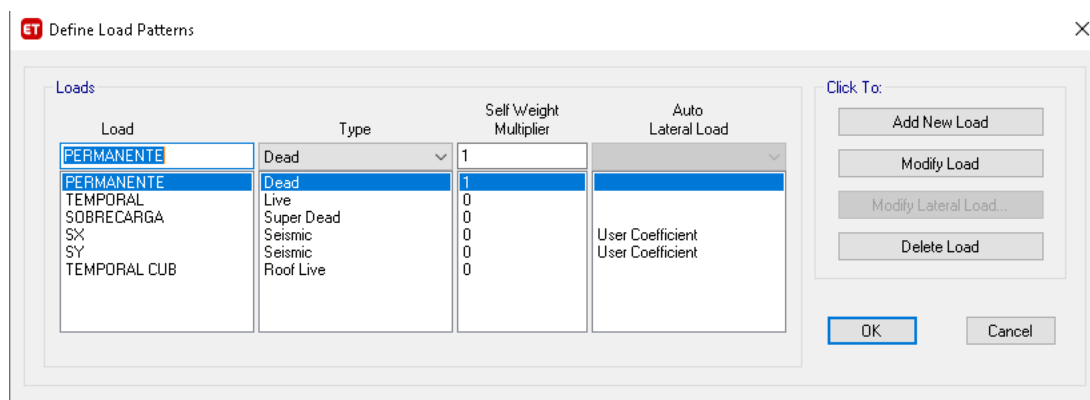 ET Define Load Patterns
Loads
Click To:
Load Type Self Weight Multiplier Auto Lateral Load
PERMANENTE Dead 1
PERMANENTE Dead 1
TEMPORAL Live 0
SOBRECARGA Super Dead 0
SX Seismic 0 User Coefficient
SY Seismic 0 User Coefficient
TEMPORAL CUB Roof Live 0
Add New Load
Modify Load
Modify Lateral Load...
Delete Load
OK Cancel